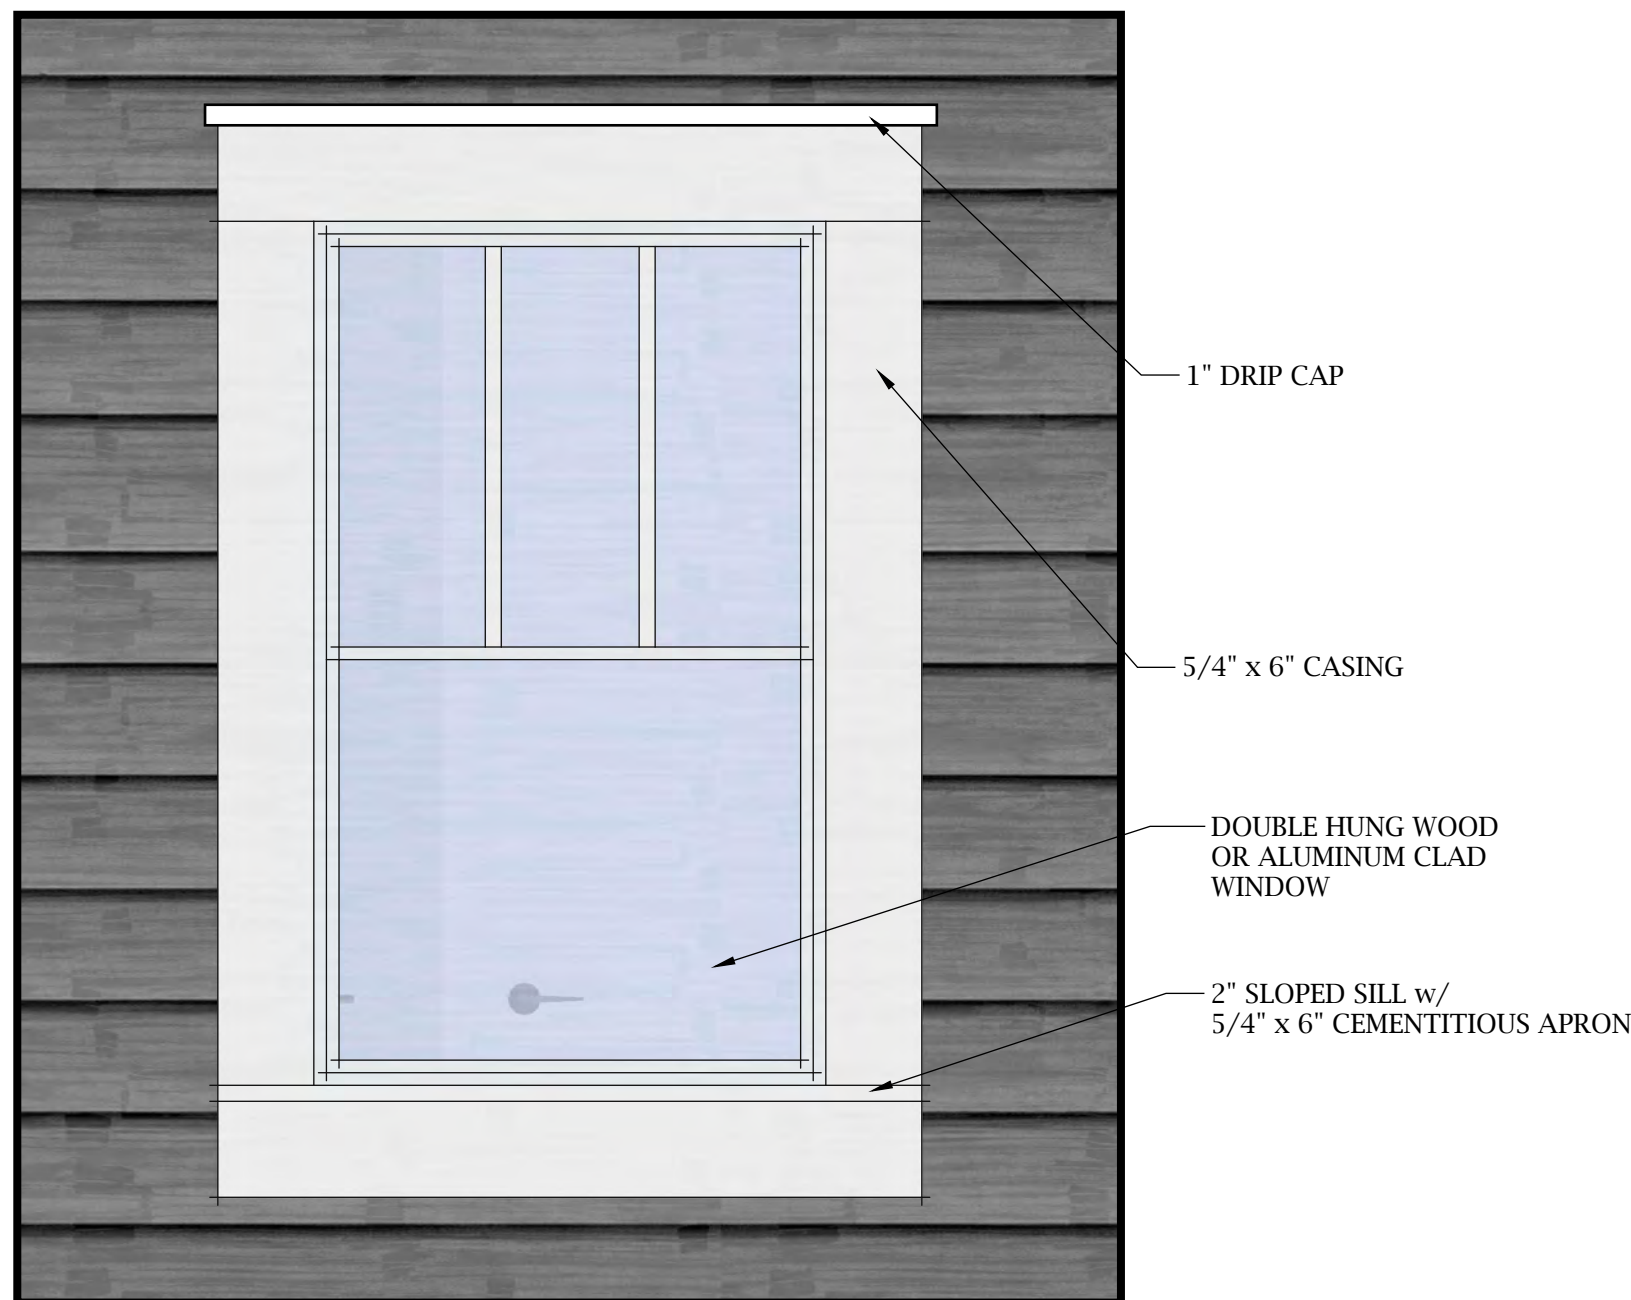 1" DRIP CAP
5/4" x 6" CASING
DOUBLE HUNG WOOD
OR ALUMINUM CLAD
WINDOW
2" SLOPED SILL w/
5/4" x 6" CEMENTITIOUS APRON